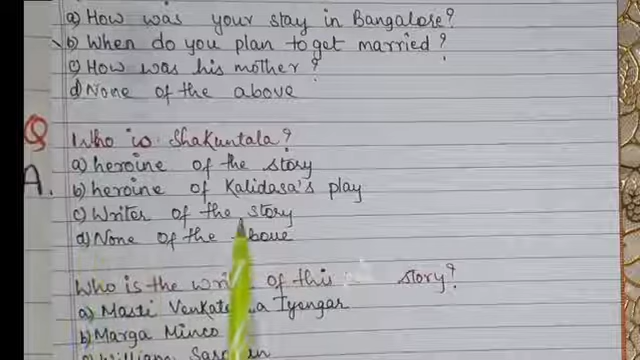 a) How was your stay in Bangalore?
b) When do you plan to get married?
c) How was his mother?
d) None of the above
Q Who is Shakuntala?
A. a) heroine of the story
b) heroine of Kalidasa's play
c) Writer of the story
d) None of the above
Who is the of this story?
a) Masti Iyengar
b) Marga Minco